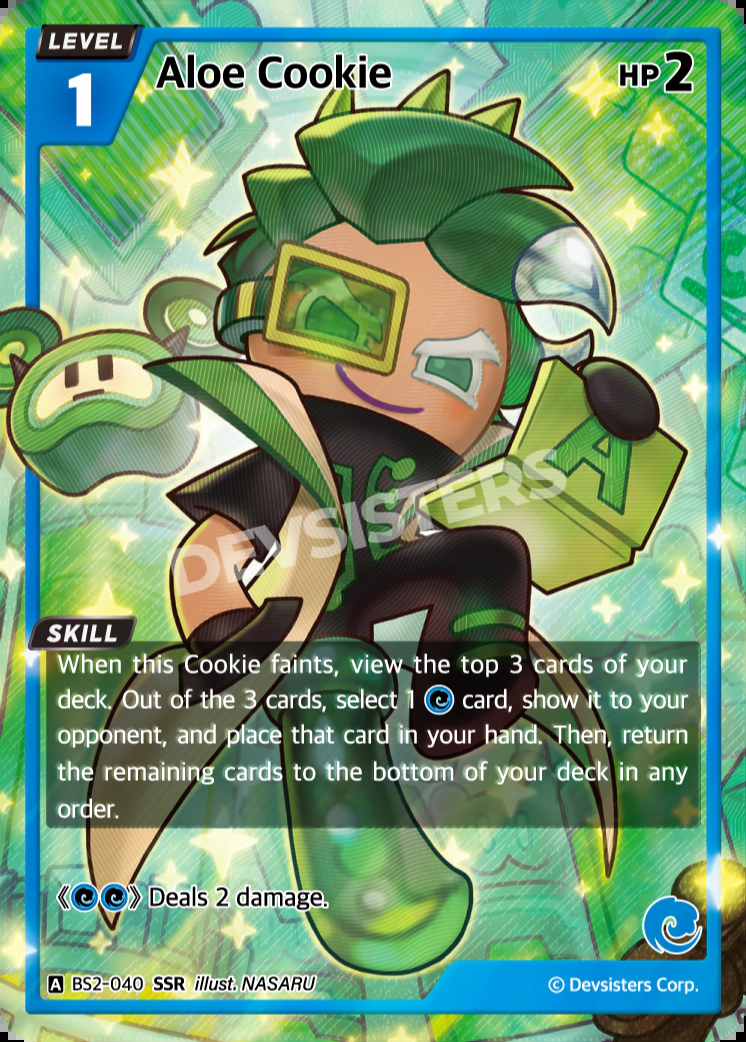 LEVEL
1
Aloe Cookie
HP2
A
DEVSISTERS
SKILL
When this Cookie faints, view the top 3 cards of your
deck. Out of the 3 cards, select 1 card, show it to your
opponent, and place that card in your hand. Then, return
the remaining cards to the bottom of your deck in any
order.
《 》 Deals 2 damage.
A BS2-040 SSR illust. NASARU
© Devsisters Corp.